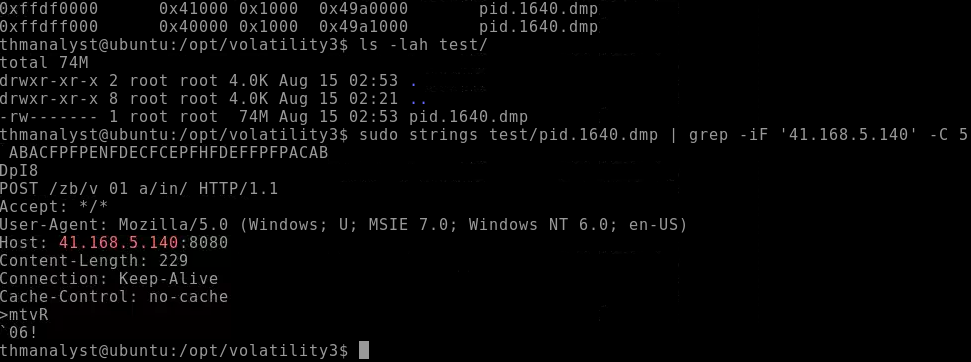 0xffdf0000 0x41000 0x1000 0x49a0000 pid.1640.dmp
0xffdff000 0x40000 0x1000 0x49a1000 pid.1640.dmp
thmanalyst@ubuntu:/opt/volatility3$ ls -lah test/
total 74M
drwxr-xr-x 2 root root 4.0K Aug 15 02:53 .
drwxr-xr-x 8 root root 4.0K Aug 15 02:21 ..
-rw------- 1 root root  74M Aug 15 02:53 pid.1640.dmp
thmanalyst@ubuntu:/opt/volatility3$ sudo strings test/pid.1640.dmp | grep -iF '41.168.5.140' -C 5
ABACFPFPENFDECFCEPFHFDEFFPFPACAB
DpI8
POST /zb/v 01 a/in/ HTTP/1.1
Accept: */*
User-Agent: Mozilla/5.0 (Windows; U; MSIE 7.0; Windows NT 6.0; en-US)
Host: 41.168.5.140:8080
Content-Length: 229
Connection: Keep-Alive
Cache-Control: no-cache
>mtvR
`06!
thmanalyst@ubuntu:/opt/volatility3$